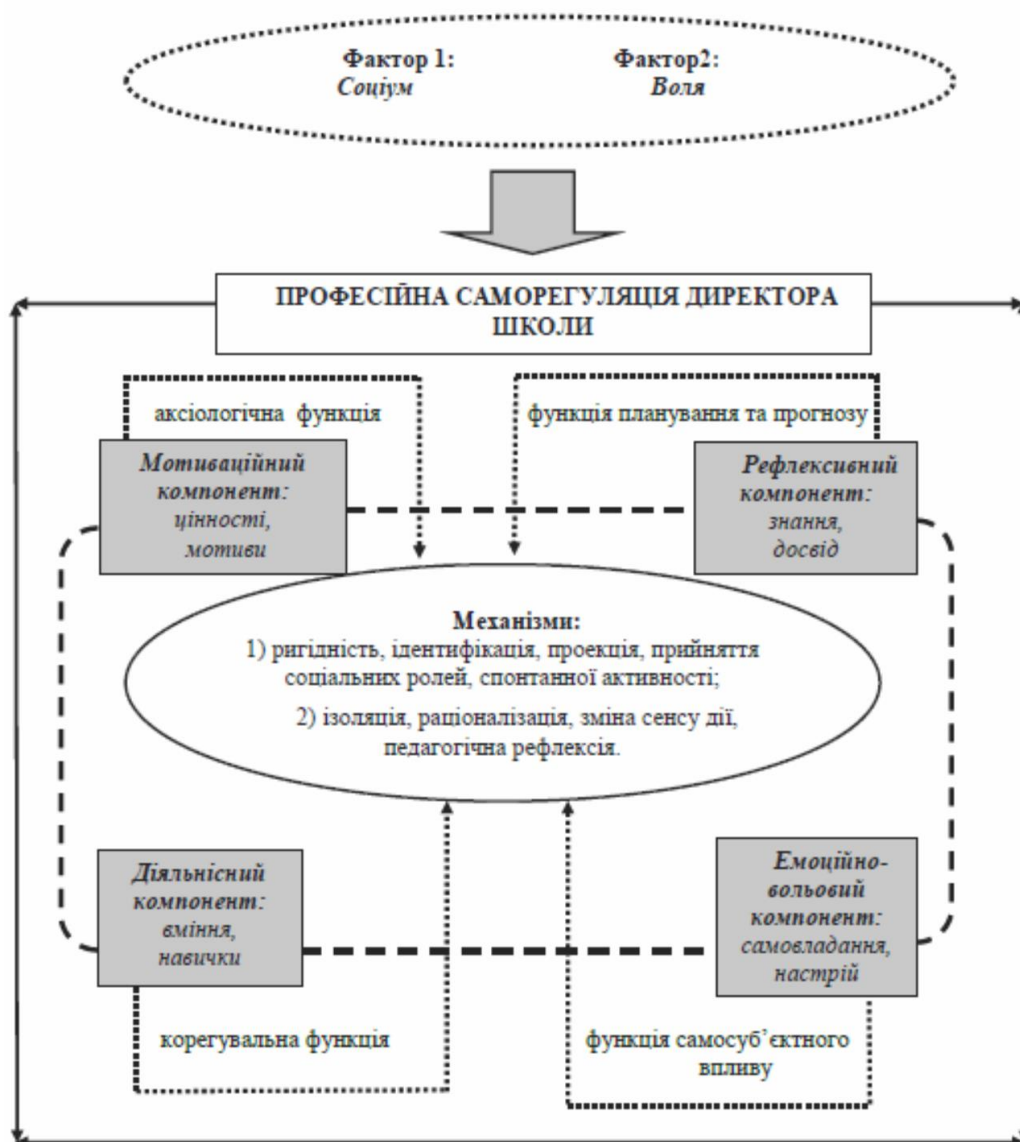 Фактор 1:
Соціум
Фактор2:
Воля
ПРОФЕСІЙНА САМОРЕГУЛЯЦІЯ ДИРЕКТОРА
ШКОЛИ
аксіологічна функція
функція планування та прогнозу
Мотиваційний
компонент:
цінності,
мотиви
Рефлексивний
компонент:
знання,
досвід
Механізми:
1) ригідність, ідентифікація, проекція, прийняття
соціальних ролей, спонтанної активності;
2) ізоляція, раціоналізація, зміна сенсу дії,
педагогічна рефлексія.
Діяльнісний
компонент:
вміння,
навички
Емоційно-
вольовий
компонент:
самовладання,
настрій
корегувальна функція
функція самосуб’єктного
впливу